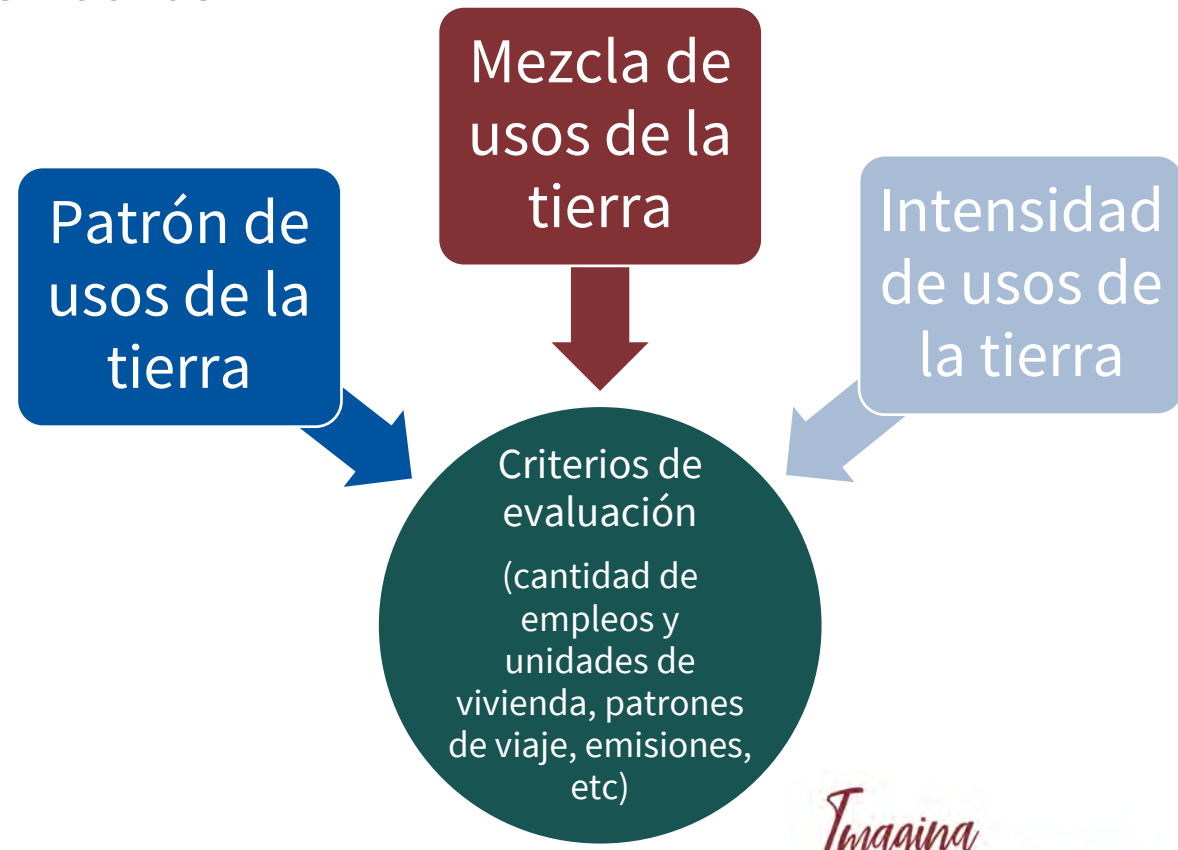 Mezcla de
usos de la
tierra
Patrón de
usos de la
tierra
Intensidad
de usos de
la tierra
Criterios de
evaluación
(cantidad de
empleos y
unidades de
vivienda, patrones
de viaje, emisiones,
etc)
Imagina